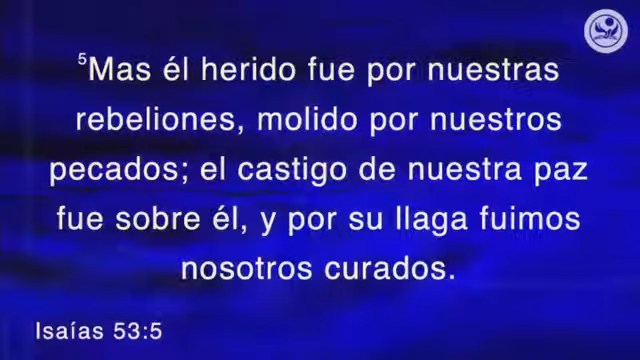 ⁵Mas él herido fue por nuestras
rebeliones, molido por nuestros
pecados; el castigo de nuestra paz
fue sobre él, y por su llaga fuimos
nosotros curados.
Isaías 53:5